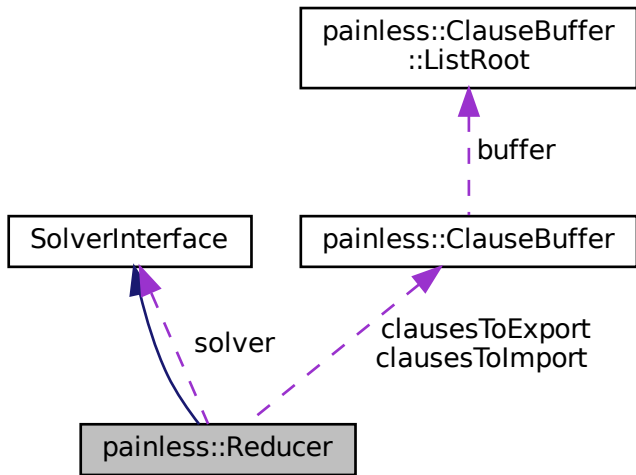 painless::ClauseBuffer
::ListRoot
buffer
SolverInterface
painless::ClauseBuffer
solver
clausesToExport
clausesToImport
painless::Reducer